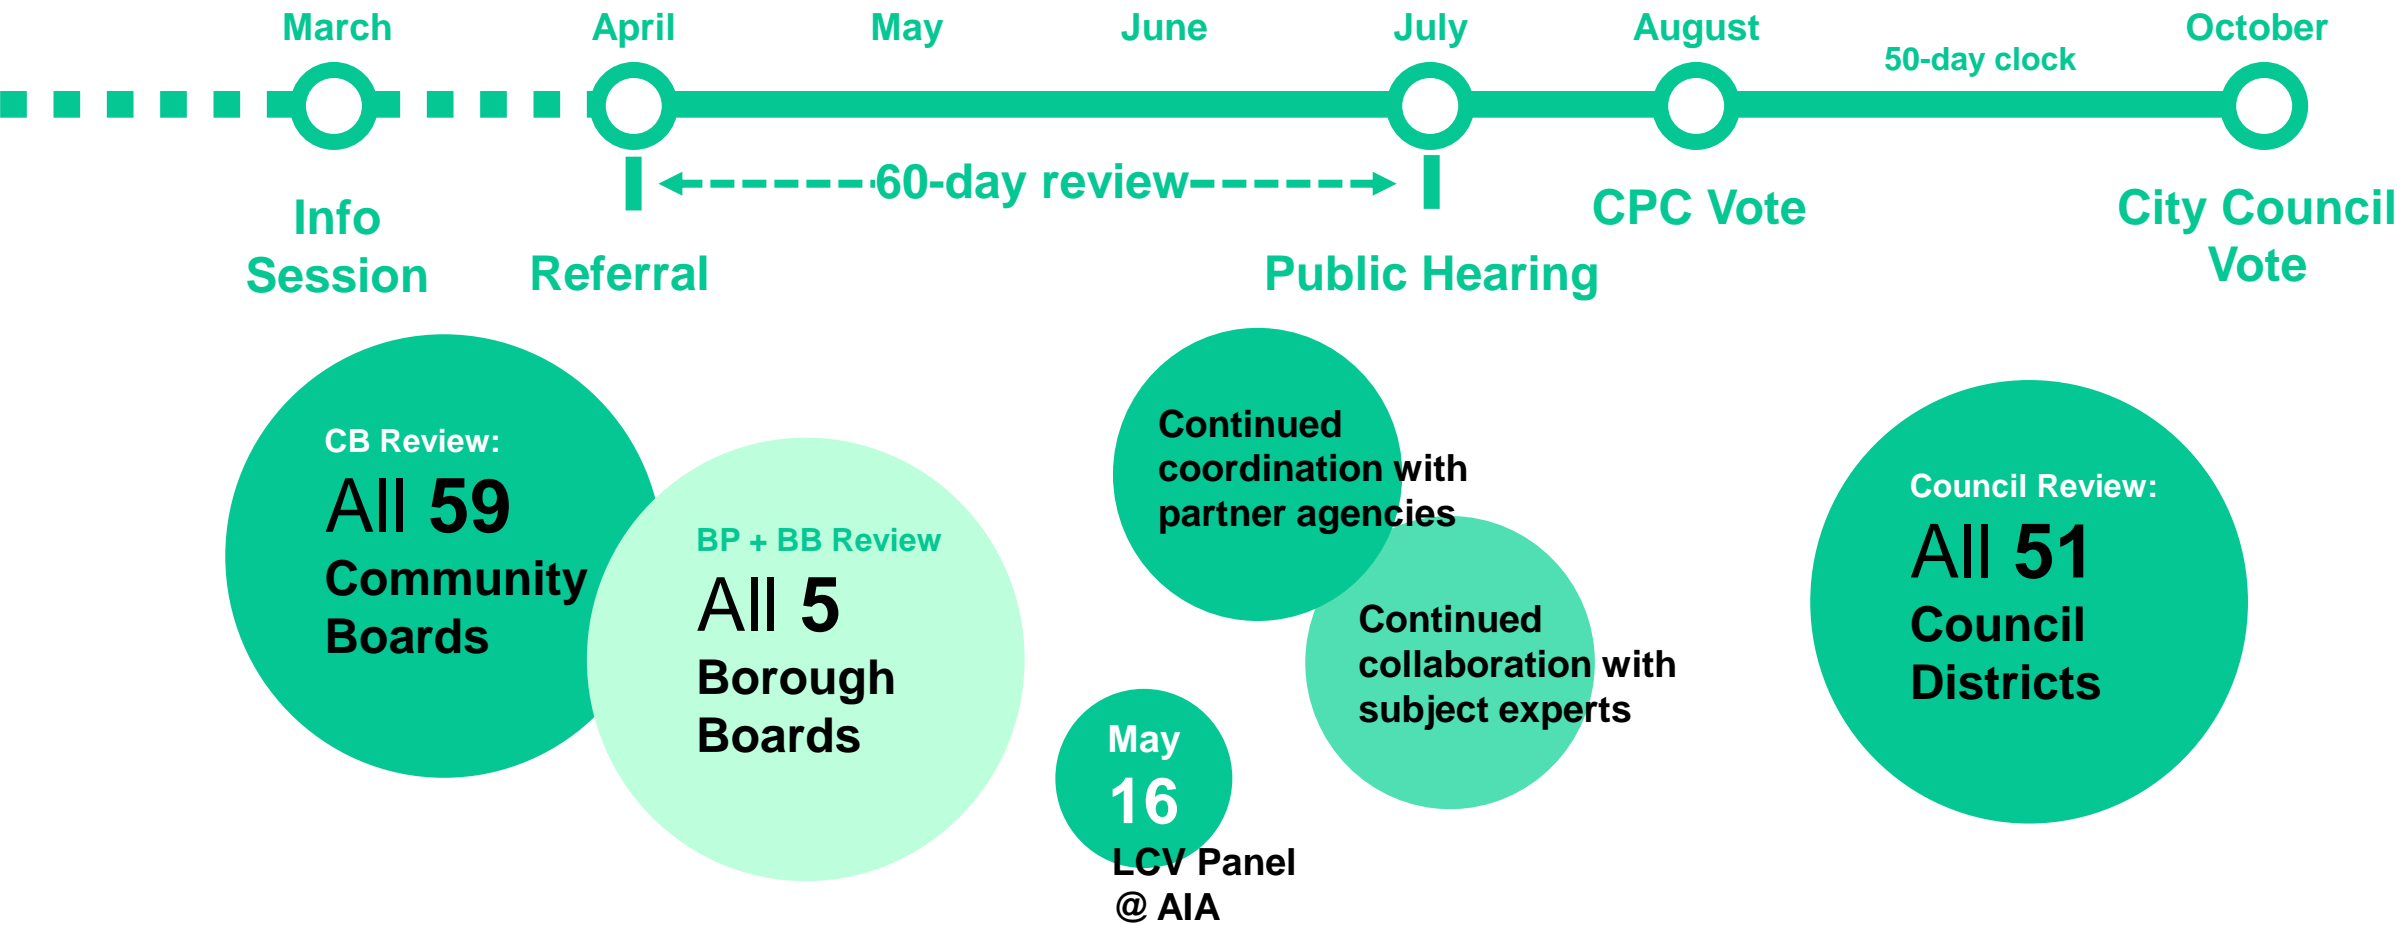 March
April
May
June
July
August
50-day clock
October
60-day review
Info
Session
Referral
Public Hearing
CPC Vote
City Council
Vote
CB Review:
All 59
Community
Boards
BP + BB Review
All 5
Borough
Boards
Continued
coordination with
partner agencies
Continued
collaboration with
subject experts
May
16
LCV Panel
@ AIA
Council Review:
All 51
Council
Districts